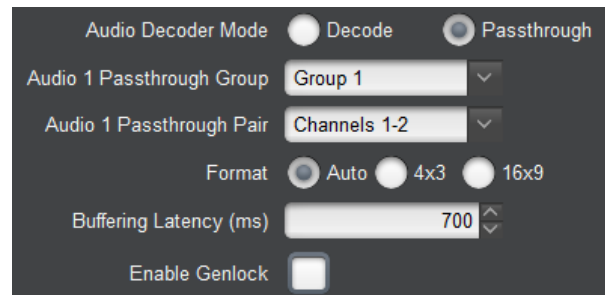 Audio Decoder Mode Decode Passthrough
Audio 1 Passthrough Group Group 1
Audio 1 Passthrough Pair Channels 1-2
Format Auto 4x3 16x9
Buffering Latency (ms) 700
Enable Genlock